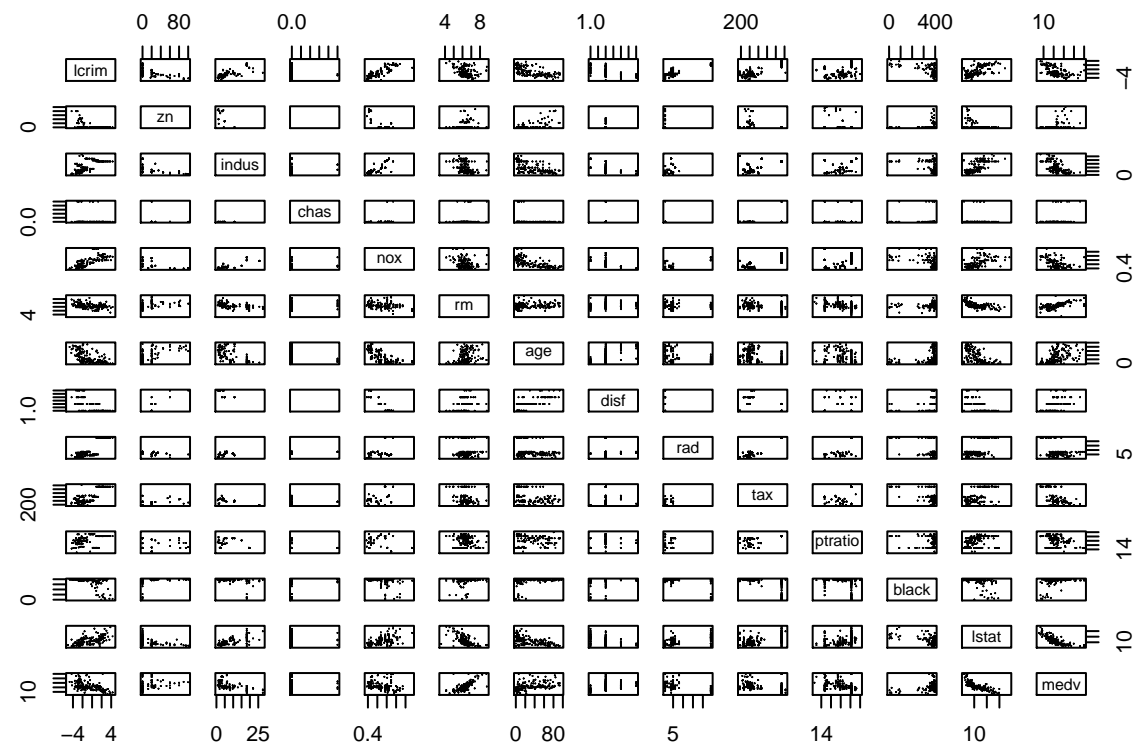 0 80 0.0 4 8 1.0 200 0 400 10
lcrim −4
0 zn
indus 0
0.0 chas
nox 0.4
4 rm
age 0
1.0 disf
rad 5
200 tax
ptratio 14
0 black
lstat 10
10 medv
−4 4 0 25 0.4 0 80 5 14 10